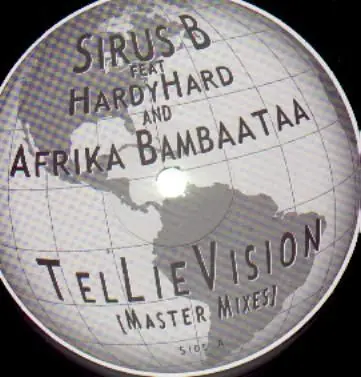 SIRUS B
FEAT
HARDYHARD
AND
AFRIKA BAMBAATAA
TELLIEVISION
[MASTER MIXES]
SIDE A